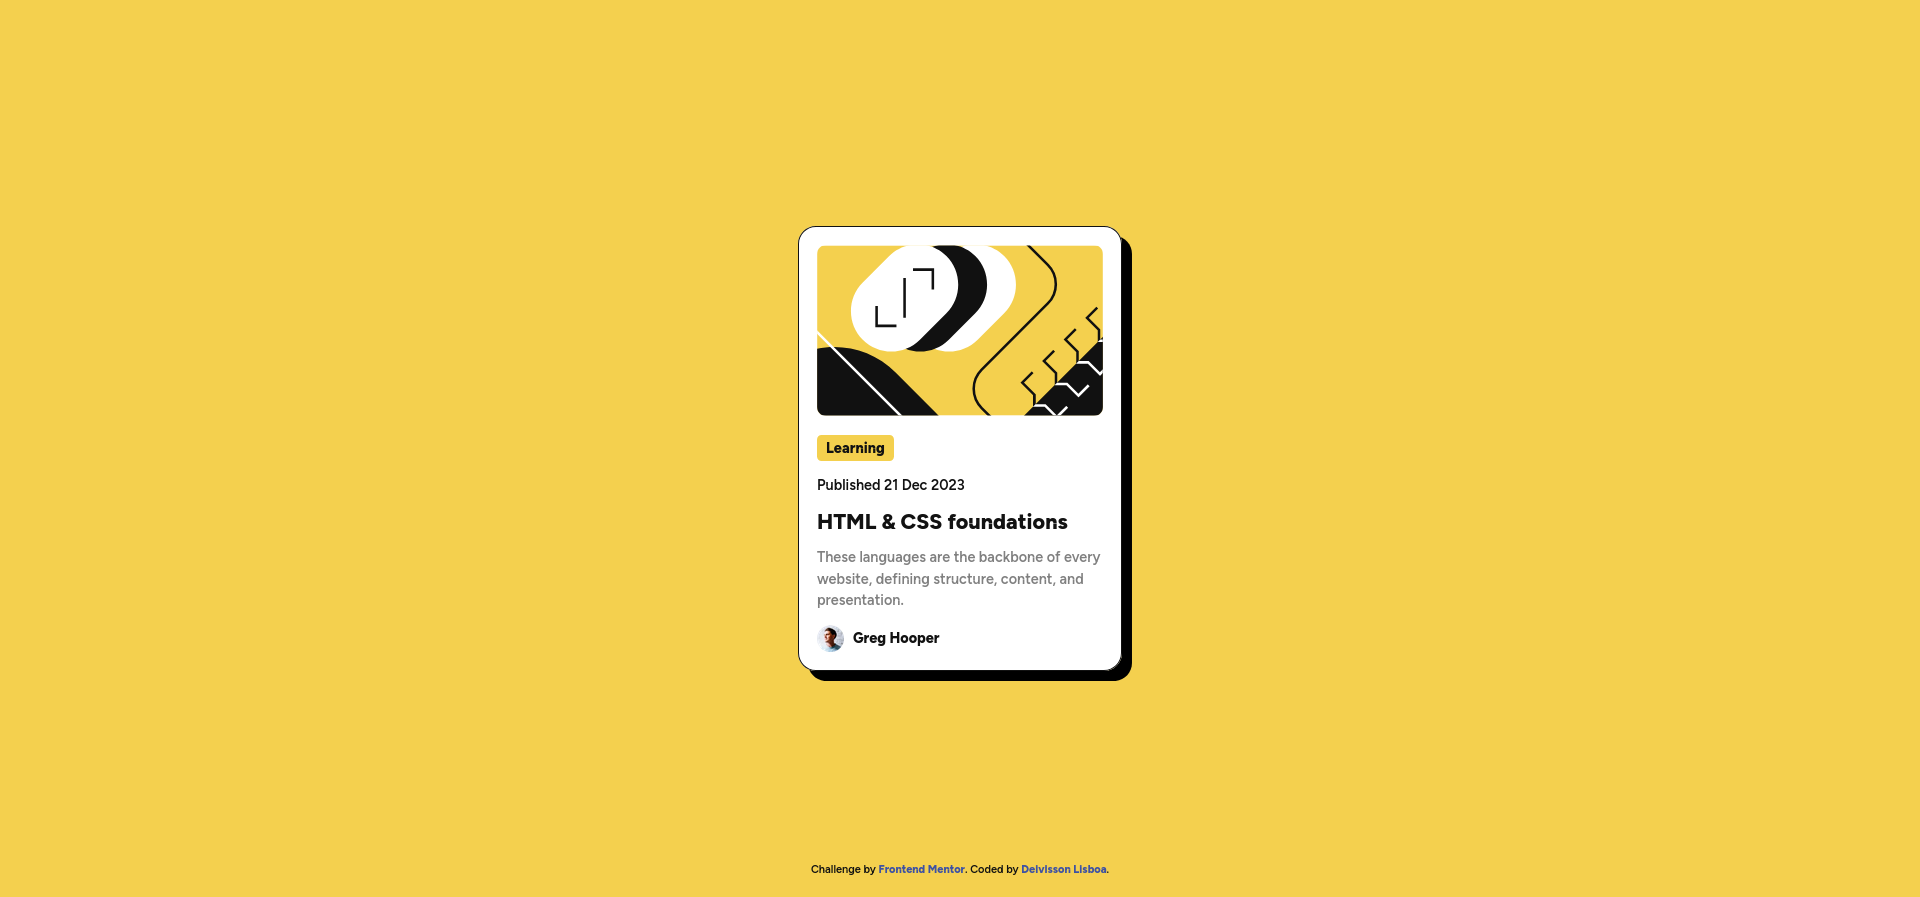 Learning
Published 21 Dec 2023
HTML & CSS foundations
These languages are the backbone of every
website, defining structure, content, and
presentation.
Greg Hooper
Challenge by Frontend Mentor. Coded by Deivisson Lisboa.